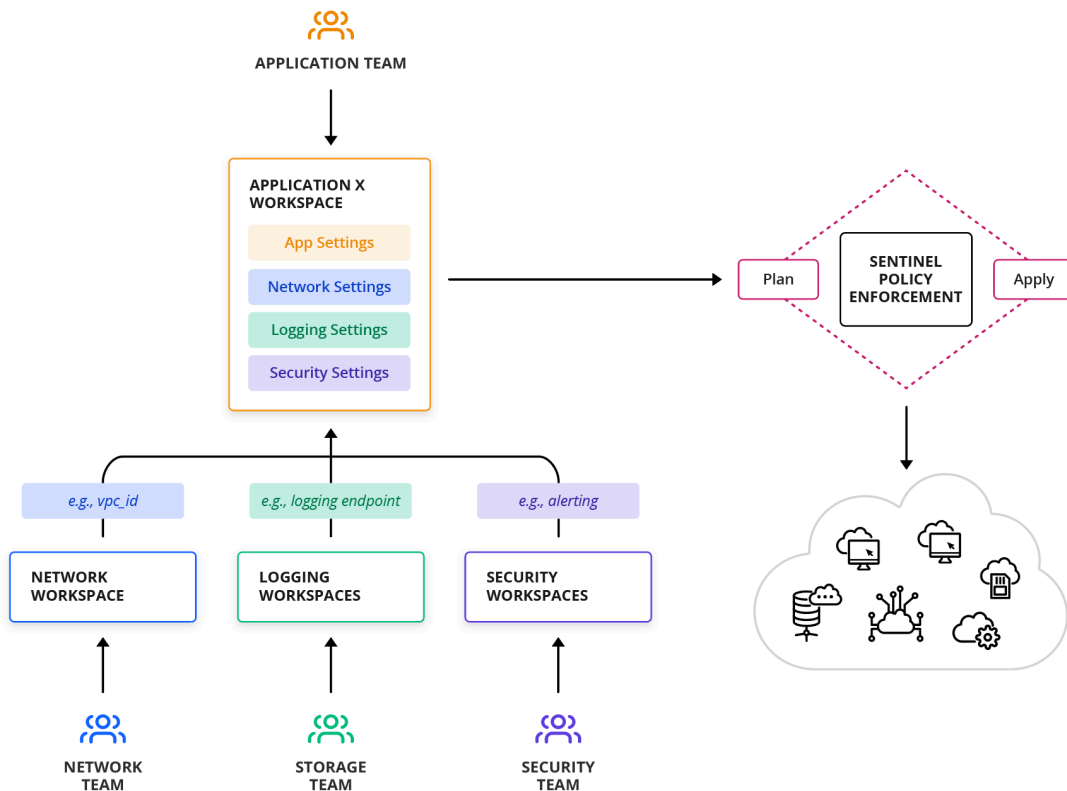 APPLICATION TEAM
APPLICATION X
WORKSPACE
App Settings
Network Settings
Logging Settings
Security Settings
Plan
SENTINEL
POLICY
ENFORCEMENT
Apply
e.g., vpc_id
e.g., logging endpoint
e.g., alerting
NETWORK
WORKSPACE
LOGGING
WORKSPACES
SECURITY
WORKSPACES
NETWORK
TEAM
STORAGE
TEAM
SECURITY
TEAM